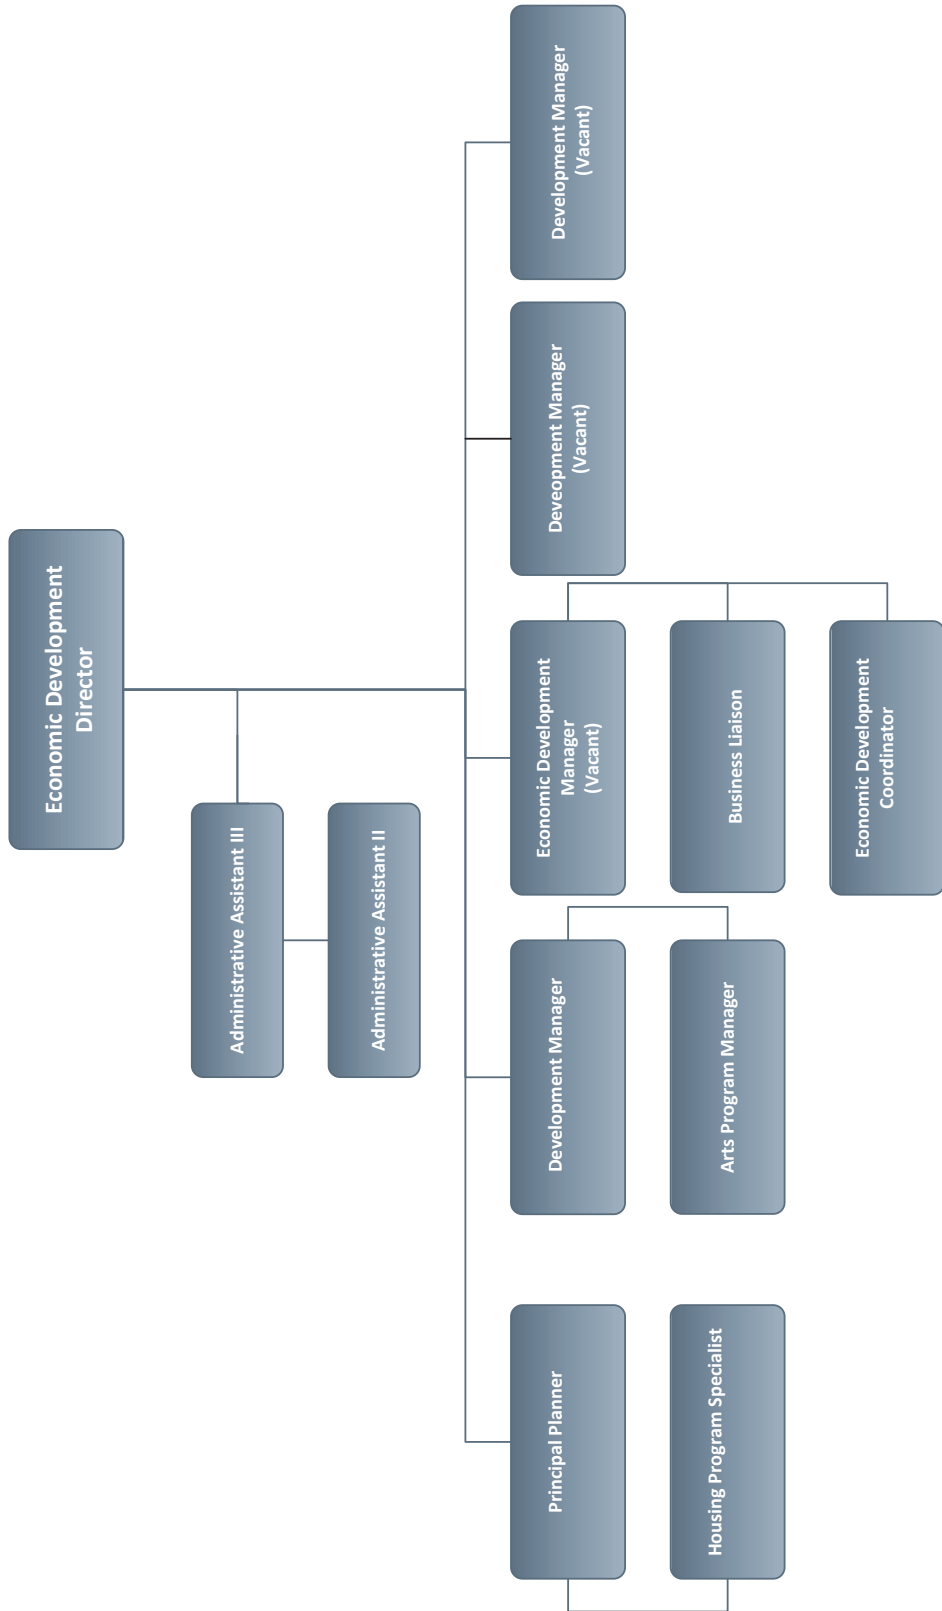 Economic Development
Director
Administrative Assistant III
Administrative Assistant II
Principal Planner
Housing Program Specialist
Development Manager
Arts Program Manager
Economic Development
Manager
(Vacant)
Business Liaison
Economic Development
Coordinator
Deveopment Manager
(Vacant)
Development Manager
(Vacant)